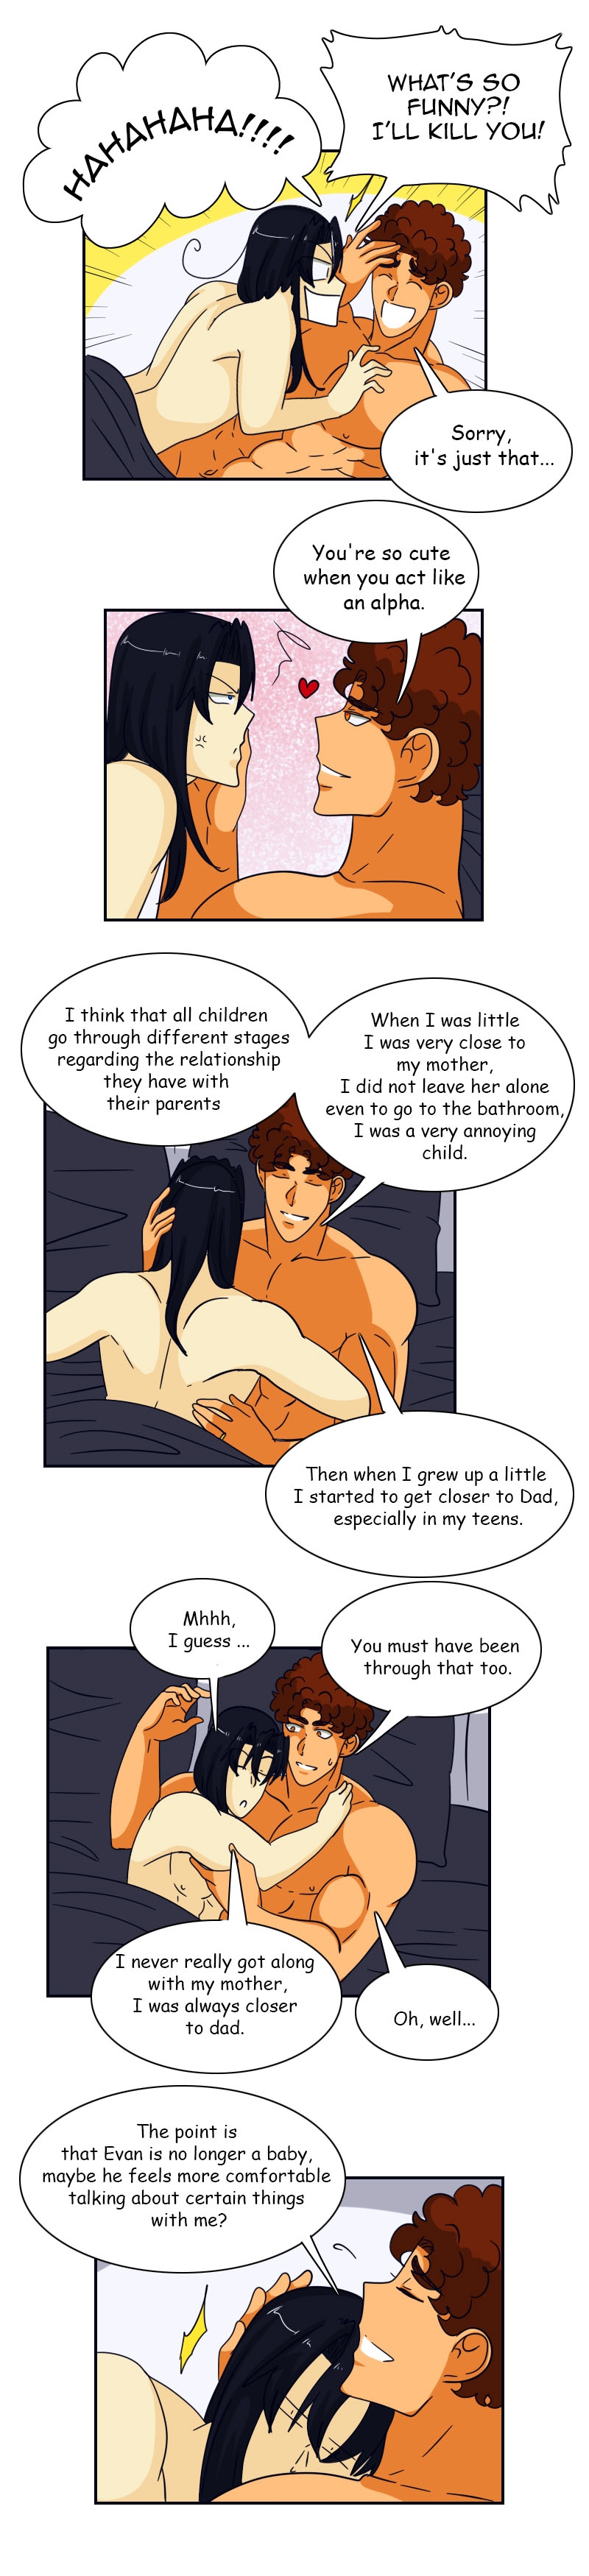 HAHAHAHA!!!!
WHAT'S SO
FUNNY?!
I'LL KILL YOU!
Sorry,
it's just that...
You're so cute
when you act like
an alpha.
I think that all children
go through different stages
regarding the relationship
they have with
their parents
When I was little
I was very close to
my mother,
I did not leave her alone
even to go to the bathroom,
I was a very annoying
child.
Then when I grew up a little
I started to get closer to Dad,
especially in my teens.
You must have been
through that too.
Mhhh,
I guess ...
I never really got along
with my mother,
I was always closer
to dad.
Oh, well...
The point is
that Evan is no longer a baby,
maybe he feels more comfortable
talking about certain things
with me?